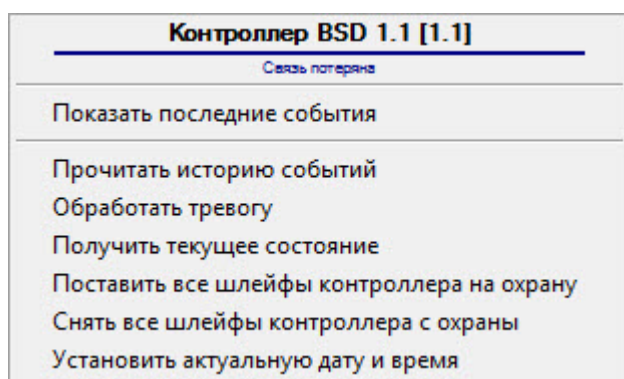 Контроллер BSD 1.1 [1.1]
Связь потеряна
Показать последние события
Прочитать историю событий
Обработать тревогу
Получить текущее состояние
Поставить все шлейфы контроллера на охрану
Снять все шлейфы контроллера с охраны
Установить актуальную дату и время